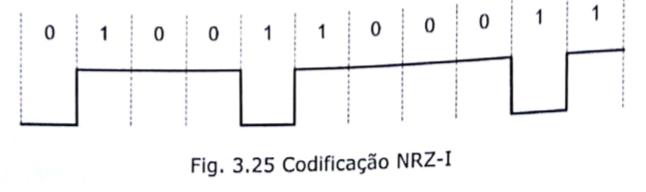 0 1 0 0 1 1 0 0 0 1 1
Fig. 3.25 Codificação NRZ-I